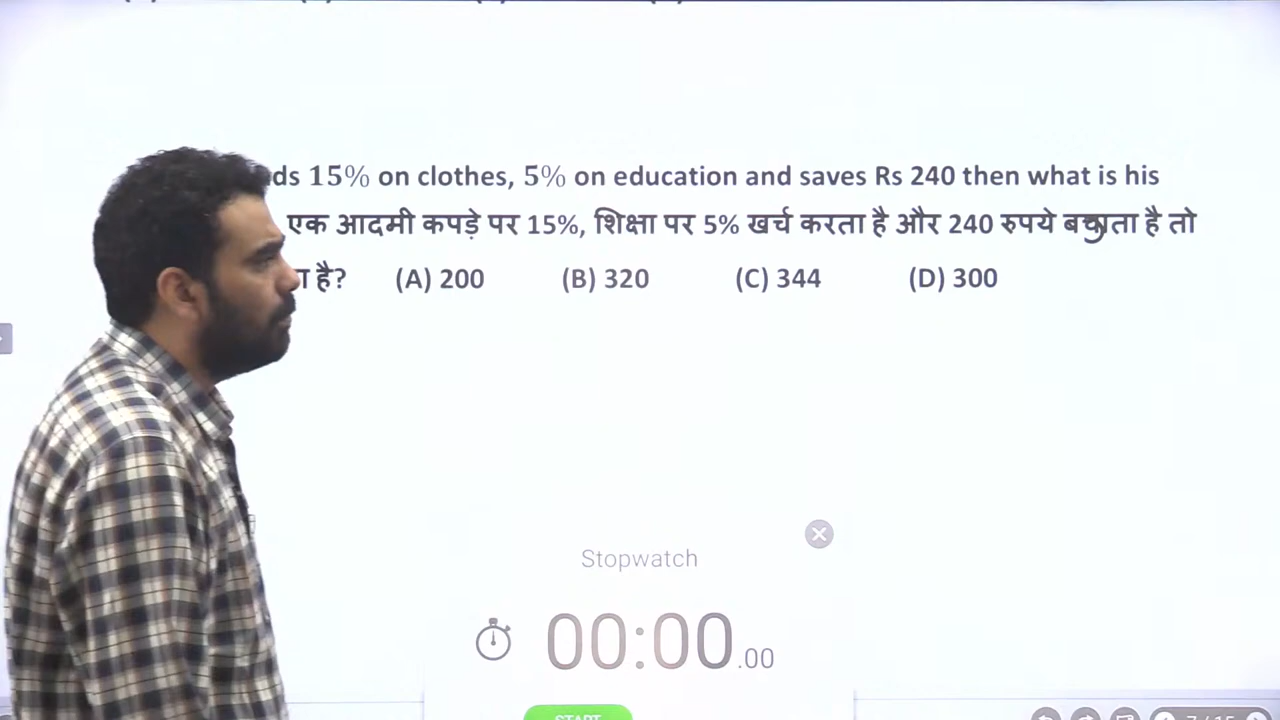 15% on clothes, 5% on education and saves Rs 240 then what is his
एक आदमी कपड़े पर 15%, शिक्षा पर 5% खर्च करता है और 240 रुपये बचाता है तो
है? (A) 200 (B) 320 (C) 344 (D) 300
Stopwatch
00:00.00